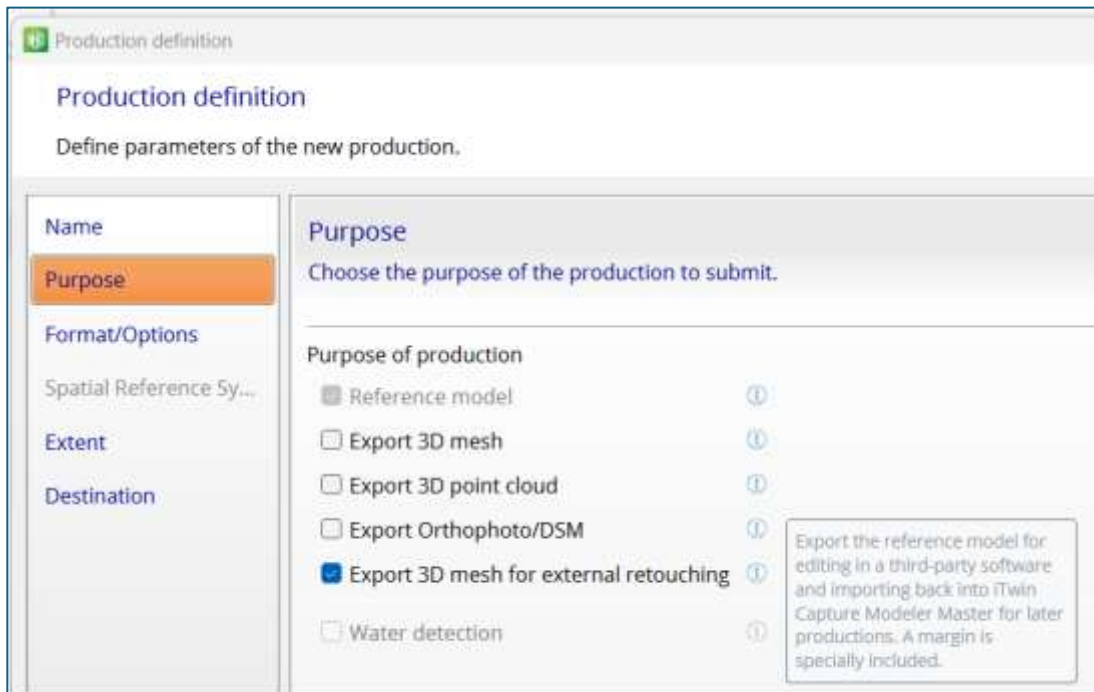 Production definition
Production definition
Define parameters of the new production.
Name
Purpose
Format/Options
Spatial Reference Sy...
Extent
Destination
Purpose
Choose the purpose of the production to submit.
Purpose of production
Reference model
Export 3D mesh
Export 3D point cloud
Export Orthophoto/DSM
Export 3D mesh for external retouching
Water detection
Export the reference model for
editing in a third-party software
and importing back into iTwin
Capture Modeler Master for later
productions. A margin is
specially included.